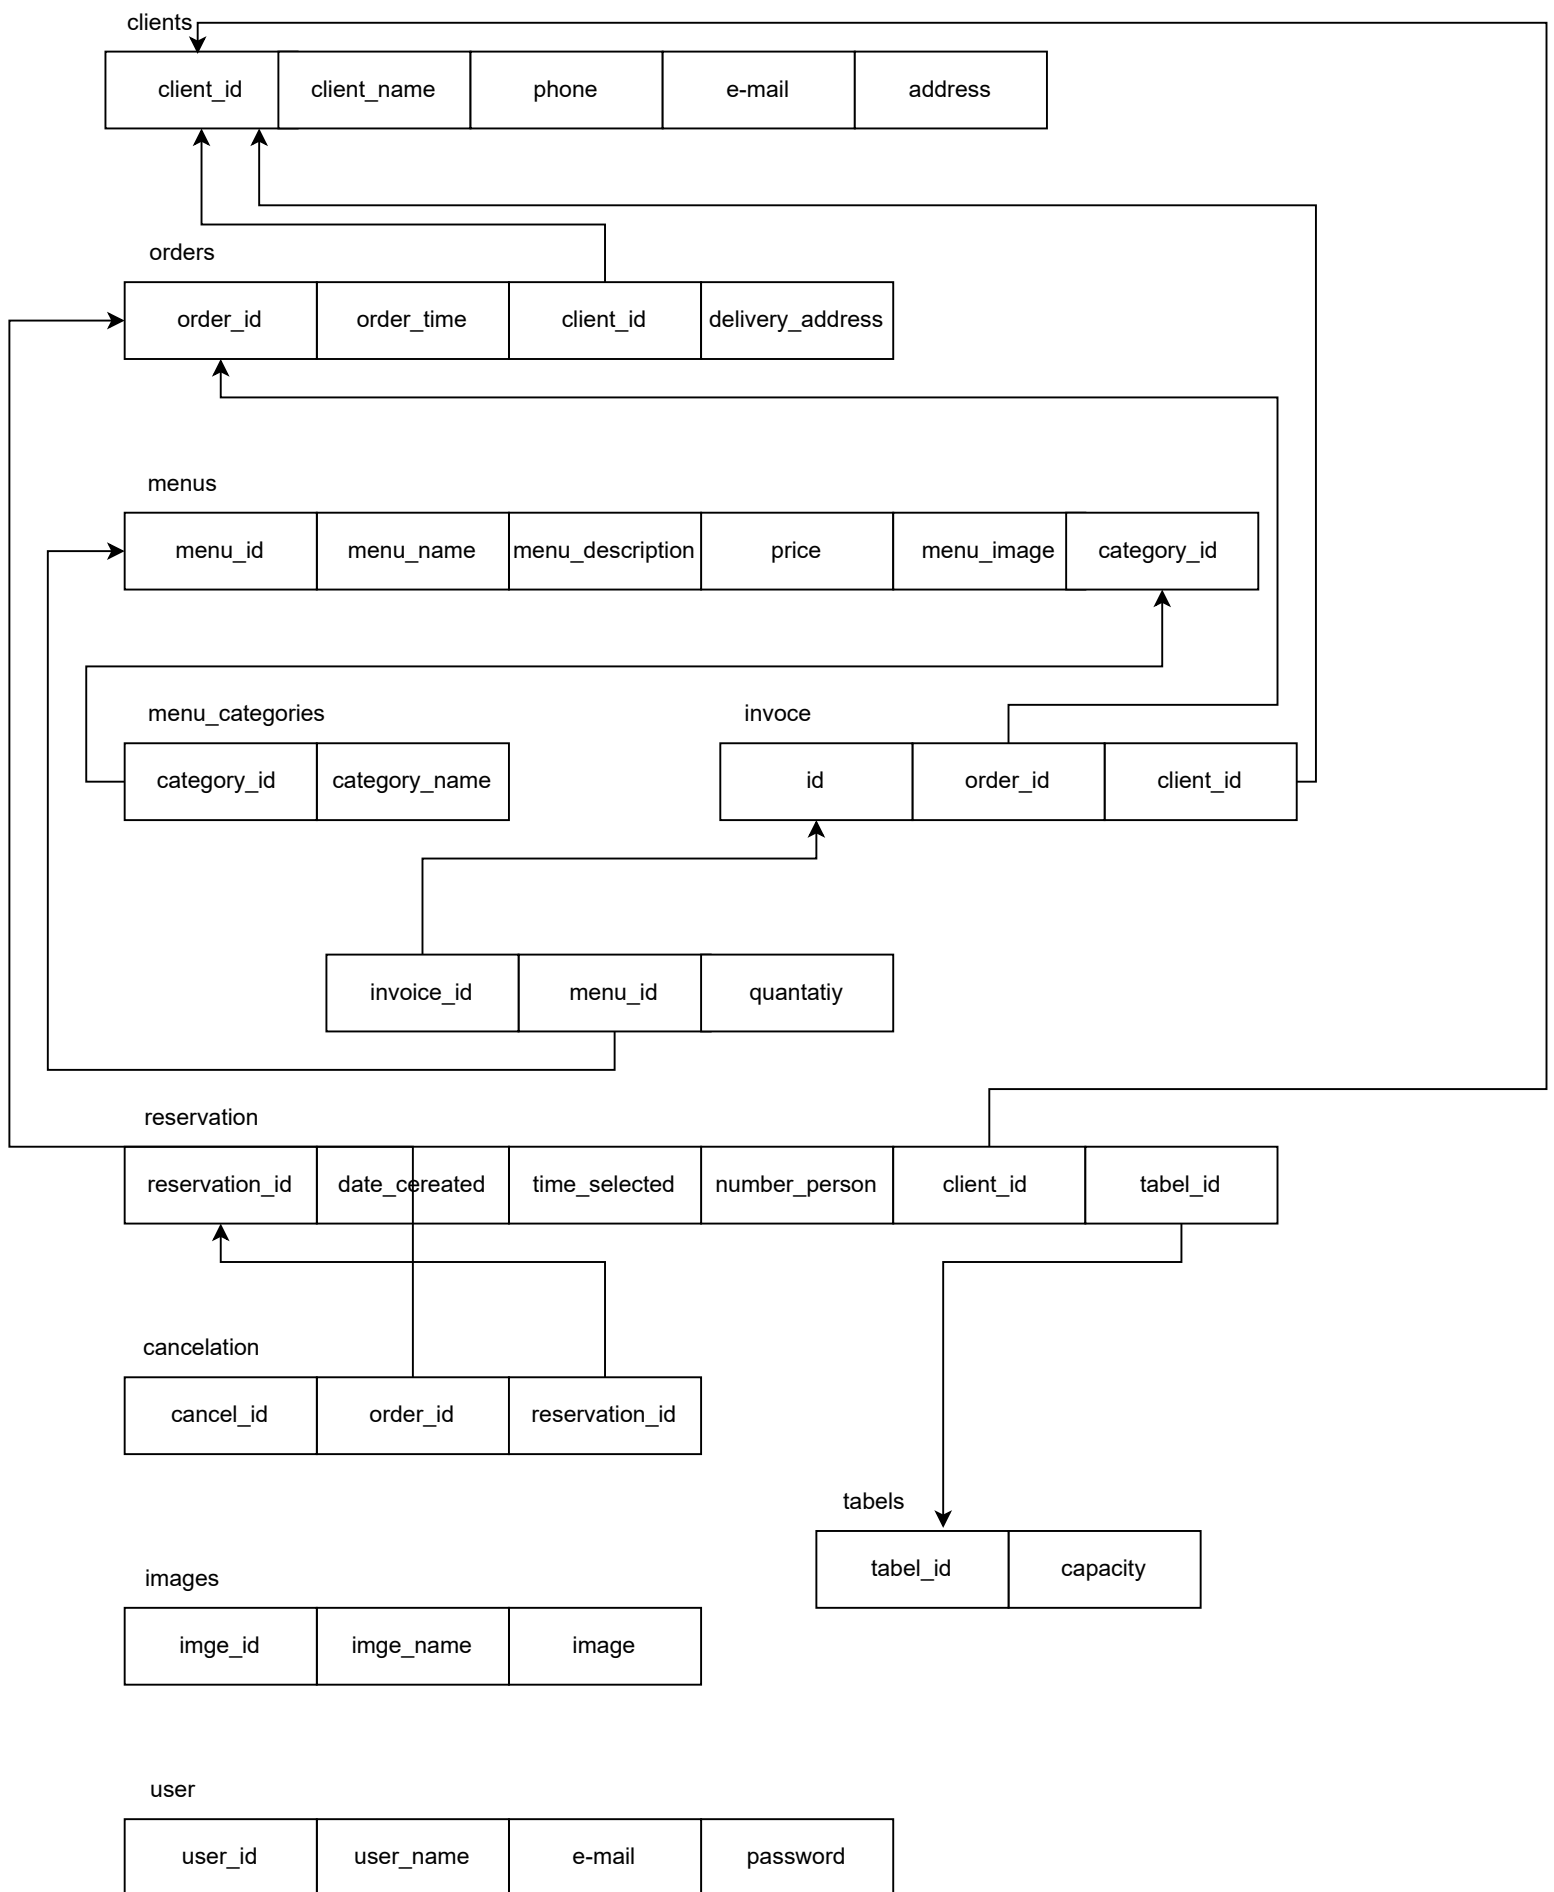 clients
client_id client_name phone e-mail address
orders
order_id order_time client_id delivery_address
menus
menu_id menu_name menu_description price menu_image category_id
menu_categories invoce
category_id category_name id order_id client_id
invoice_id menu_id quantatiy
reservation
reservation_id date_cereated time_selected number_person client_id tabel_id
cancelation
cancel_id order_id reservation_id
tabels
tabel_id capacity
images
imge_id imge_name image
user
user_id user_name e-mail password